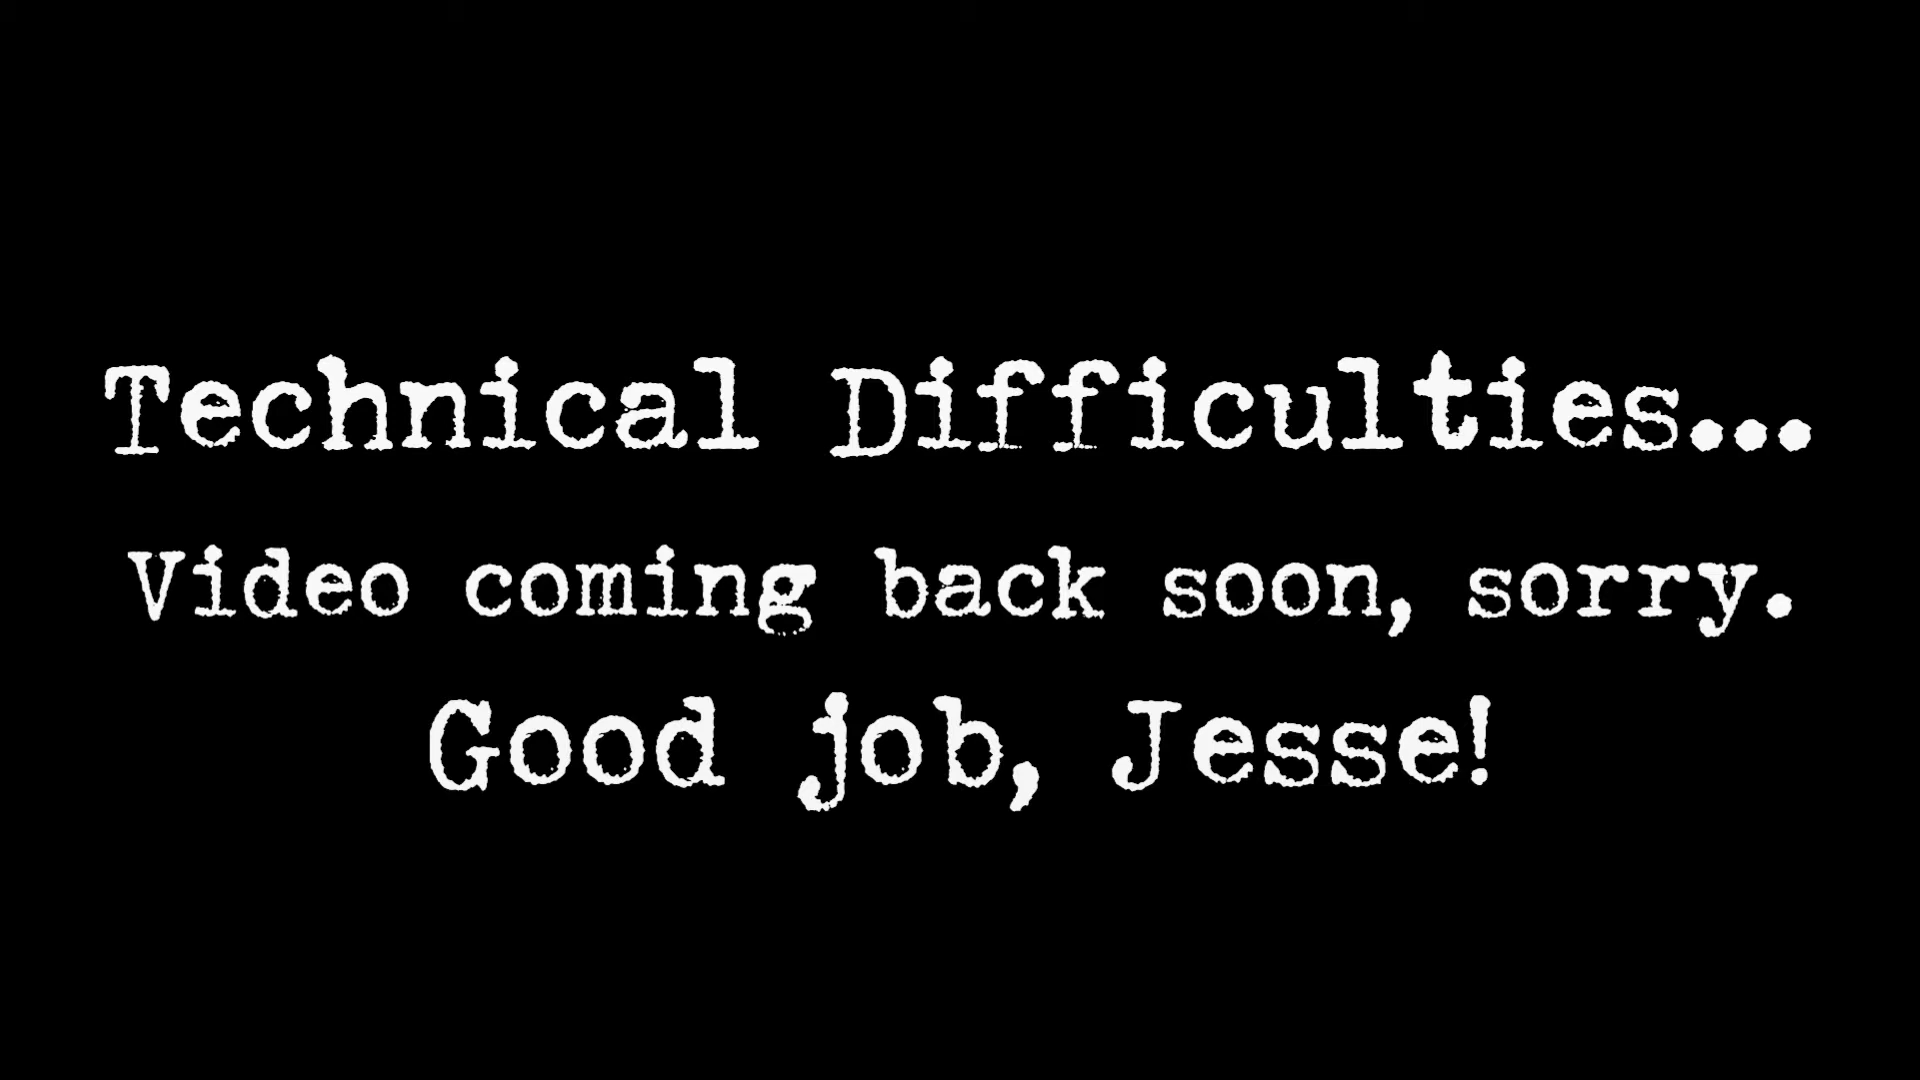 Technical Difficulties...
Video coming back soon, sorry.
Good job, Jesse!